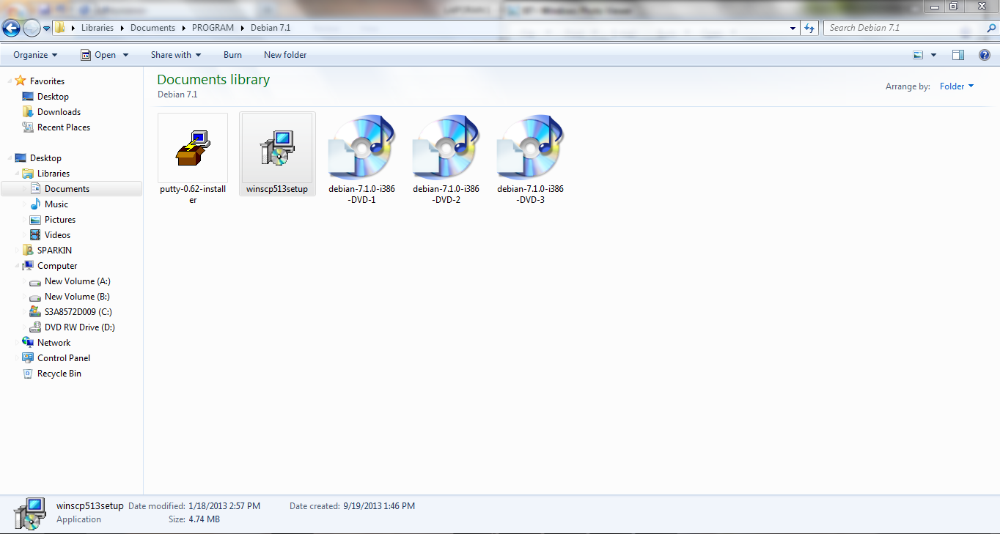 Libraries Documents PROGRAM Debian 7.1
Search Debian 7.1
Organize Open Share with Burn New folder
Favorites
Desktop
Downloads
Recent Places
Desktop
Libraries
Documents
Music
Pictures
Videos
SPARKIN
Computer
New Volume (A:)
New Volume (B:)
S3A8572D009 (C:)
DVD RW Drive (D:)
Network
Control Panel
Recycle Bin
Documents library
Debian 7.1
Arrange by: Folder
putty-0.62-install
er
winscp513setup
debian-7.1.0-i386
-DVD-1
debian-7.1.0-i386
-DVD-2
debian-7.1.0-i386
-DVD-3
winscp513setup Date modified: 1/18/2013 2:57 PM Date created: 9/19/2013 1:46 PM
Application Size: 4.74 MB